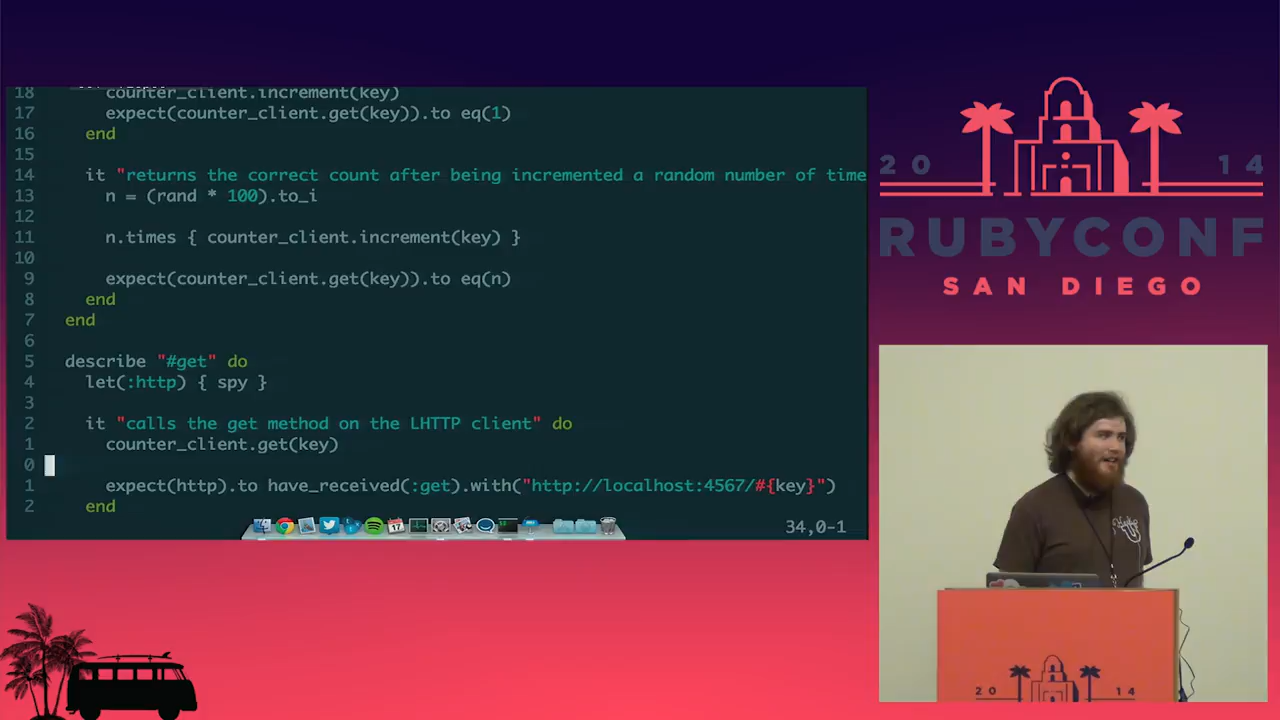 18 counter_client.increment(key)
17 expect(counter_client.get(key)).to eq(1)
16 end
15
14 it "returns the correct count after being incremented a random number of time
13 n = (rand * 100).to_i
12
11 n.times { counter_client.increment(key) }
10
9 expect(counter_client.get(key)).to eq(n)
8 end
7 end
6
5 describe "#get" do
4 let(:http) { spy }
3
2 it "calls the get method on the LHTTP client" do
1 counter_client.get(key)
0
1 expect(http).to have_received(:get).with("http://localhost:4567/#{key}")
2 end
34,0-1
20 14
RUBYCONF
SAN DIEGO
20 14